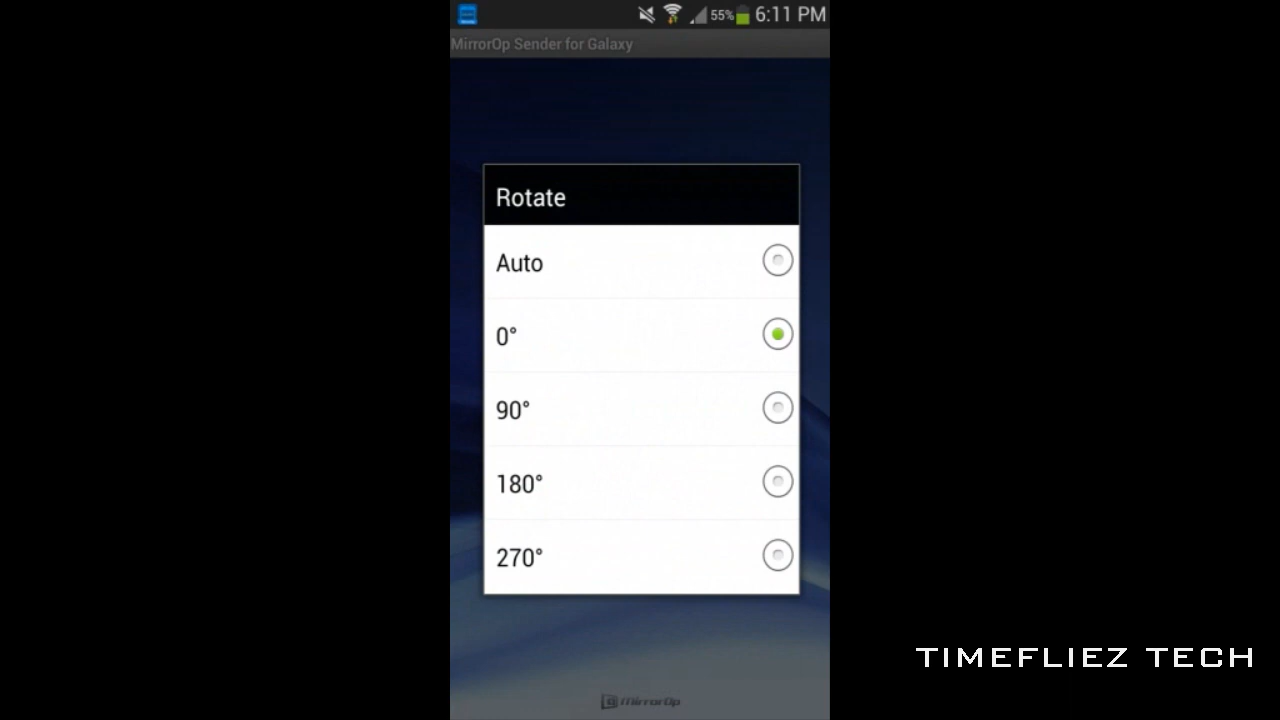 55% 6:11 PM
MirrorOp Sender for Galaxy
Rotate
Auto
0°
90°
180°
270°
TIMEFLIEZ TECH
MirrorOp